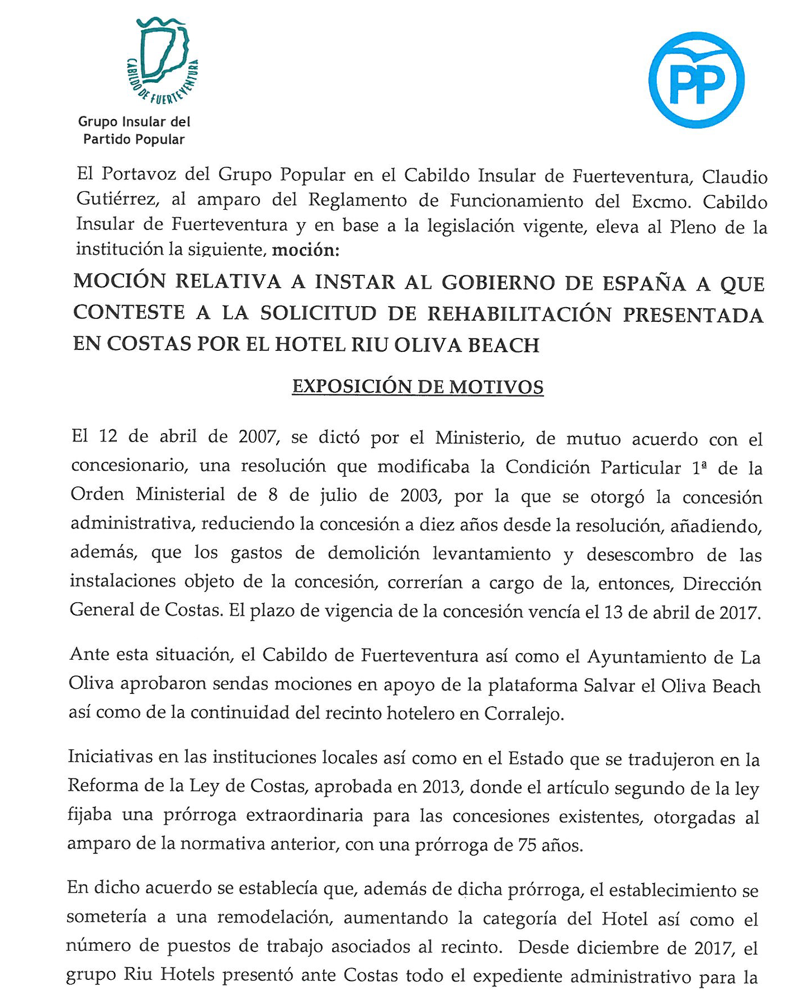 CABILDO DE FUERTEVENTURA
PP
Grupo Insular del
Partido Popular
El Portavoz del Grupo Popular en el Cabildo Insular de Fuerteventura, Claudio
Gutiérrez, al amparo del Reglamento de Funcionamiento del Excmo. Cabildo
Insular de Fuerteventura y en base a la legislación vigente, eleva al Pleno de la
institución la siguiente, moción:
MOCIÓN RELATIVA A INSTAR AL GOBIERNO DE ESPAÑA A QUE
CONTESTE A LA SOLICITUD DE REHABILITACIÓN PRESENTADA
EN COSTAS POR EL HOTEL RIU OLIVA BEACH
EXPOSICIÓN DE MOTIVOS
El 12 de abril de 2007, se dictó por el Ministerio, de mutuo acuerdo con el
concesionario, una resolución que modificaba la Condición Particular 1ª de la
Orden Ministerial de 8 de julio de 2003, por la que se otorgó la concesión
administrativa, reduciendo la concesión a diez años desde la resolución, añadiendo,
además, que los gastos de demolición levantamiento y desescombro de las
instalaciones objeto de la concesión, correrían a cargo de la, entonces, Dirección
General de Costas. El plazo de vigencia de la concesión vencía el 13 de abril de 2017.
Ante esta situación, el Cabildo de Fuerteventura así como el Ayuntamiento de La
Oliva aprobaron sendas mociones en apoyo de la plataforma Salvar el Oliva Beach
así como de la continuidad del recinto hotelero en Corralejo.
Iniciativas en las instituciones locales así como en el Estado que se tradujeron en la
Reforma de la Ley de Costas, aprobada en 2013, donde el artículo segundo de la ley
fijaba una prórroga extraordinaria para las concesiones existentes, otorgadas al
amparo de la normativa anterior, con una prórroga de 75 años.
En dicho acuerdo se establecía que, además de dicha prórroga, el establecimiento se
sometería a una remodelación, aumentando la categoría del Hotel así como el
número de puestos de trabajo asociados al recinto. Desde diciembre de 2017, el
grupo Riu Hotels presentó ante Costas todo el expediente administrativo para la